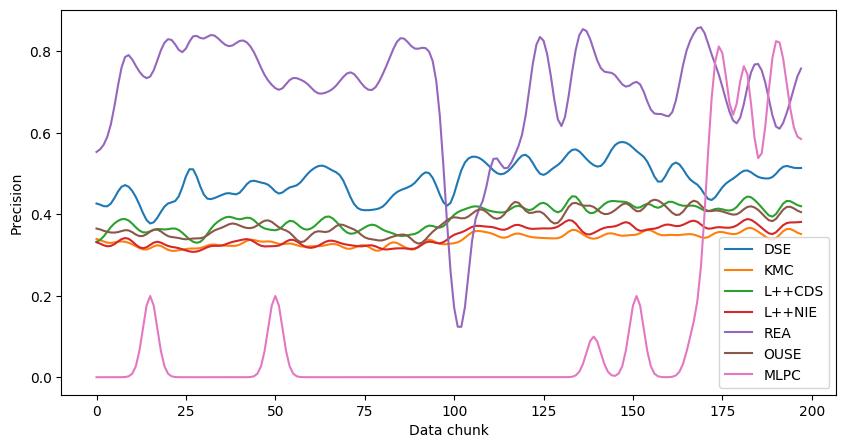 Precision
0.8
0.6
0.4
0.2
0.0
0
25
50
75
100
125
150
175
200
Data chunk
DSE
KMC
L++CDS
L++NIE
REA
OUSE
MLPC